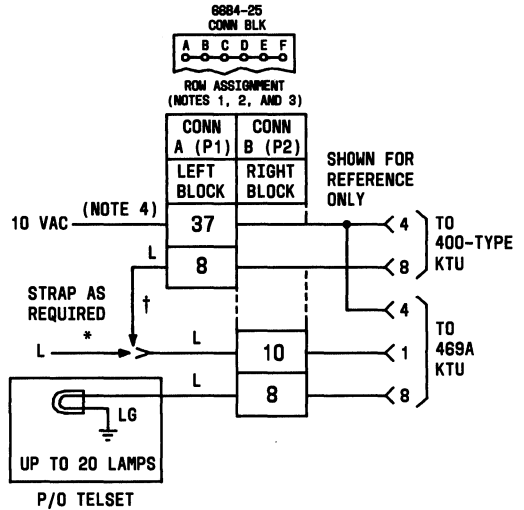 66B4-25
CONN BLK
A B C D E F
ROW ASSIGNMENT
(NOTES 1, 2, AND 3)
CONN
A (P1)
CONN
B (P2)
LEFT
BLOCK
RIGHT
BLOCK
SHOWN FOR
REFERENCE
ONLY
10 VAC
(NOTE 4)
37
4
TO
400-TYPE
KTU
L
8
8
STRAP AS
REQUIRED
*
†
4
TO
469A
KTU
L
L
10
1
L
8
8
LG
UP TO 20 LAMPS
P/O TELSET